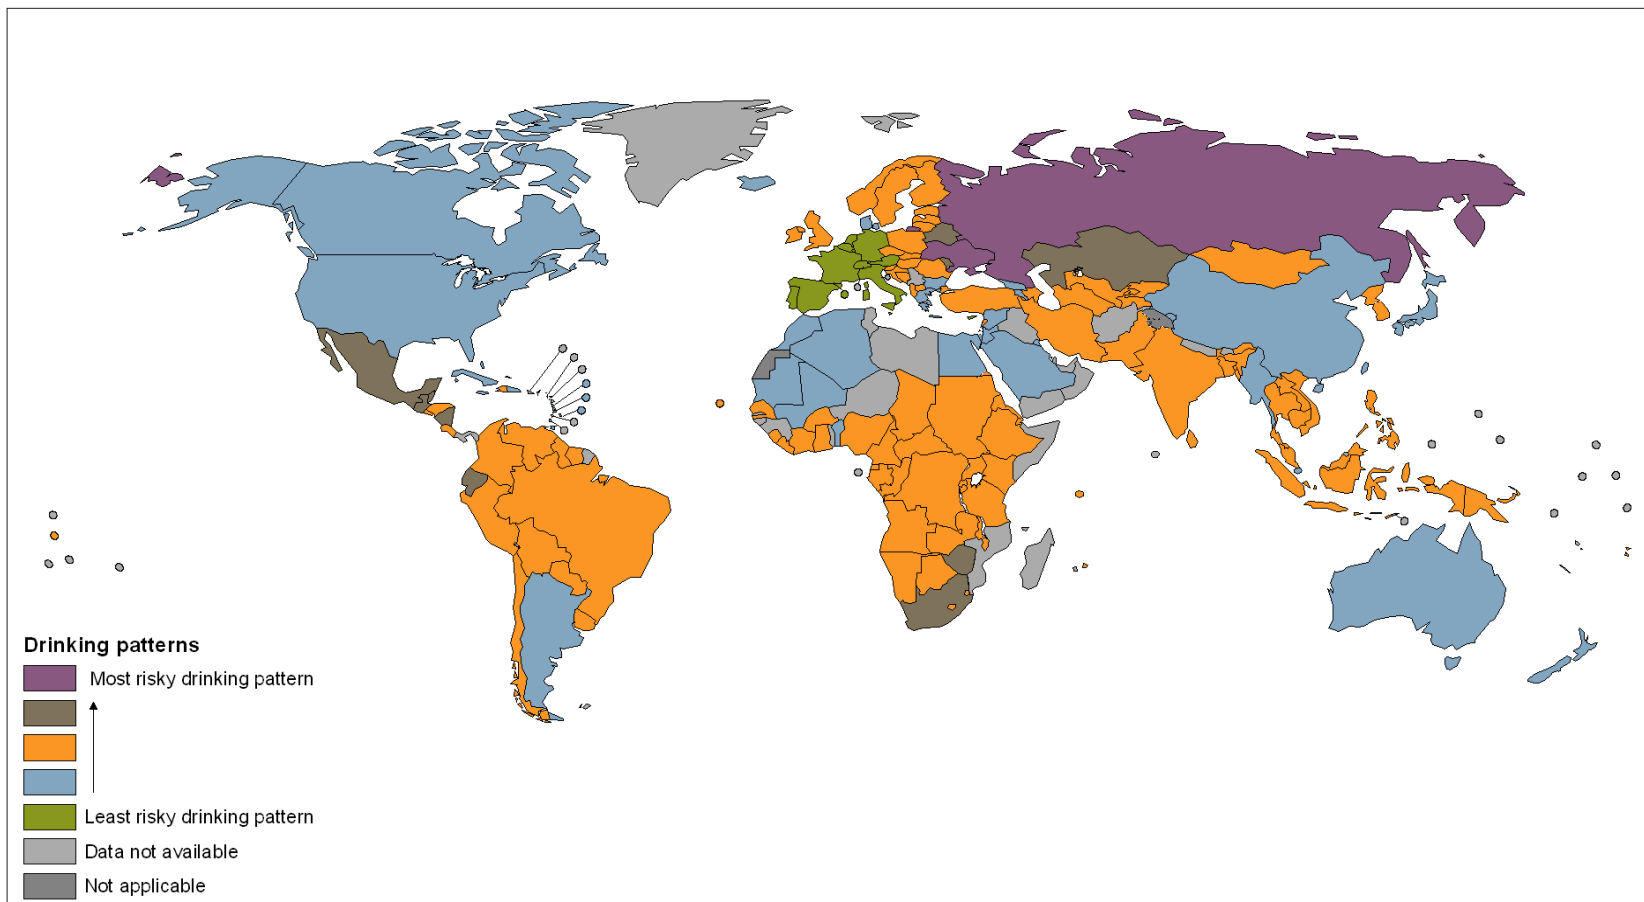 Drinking patterns
Most risky drinking pattern
Least risky drinking pattern
Data not available
Not applicable